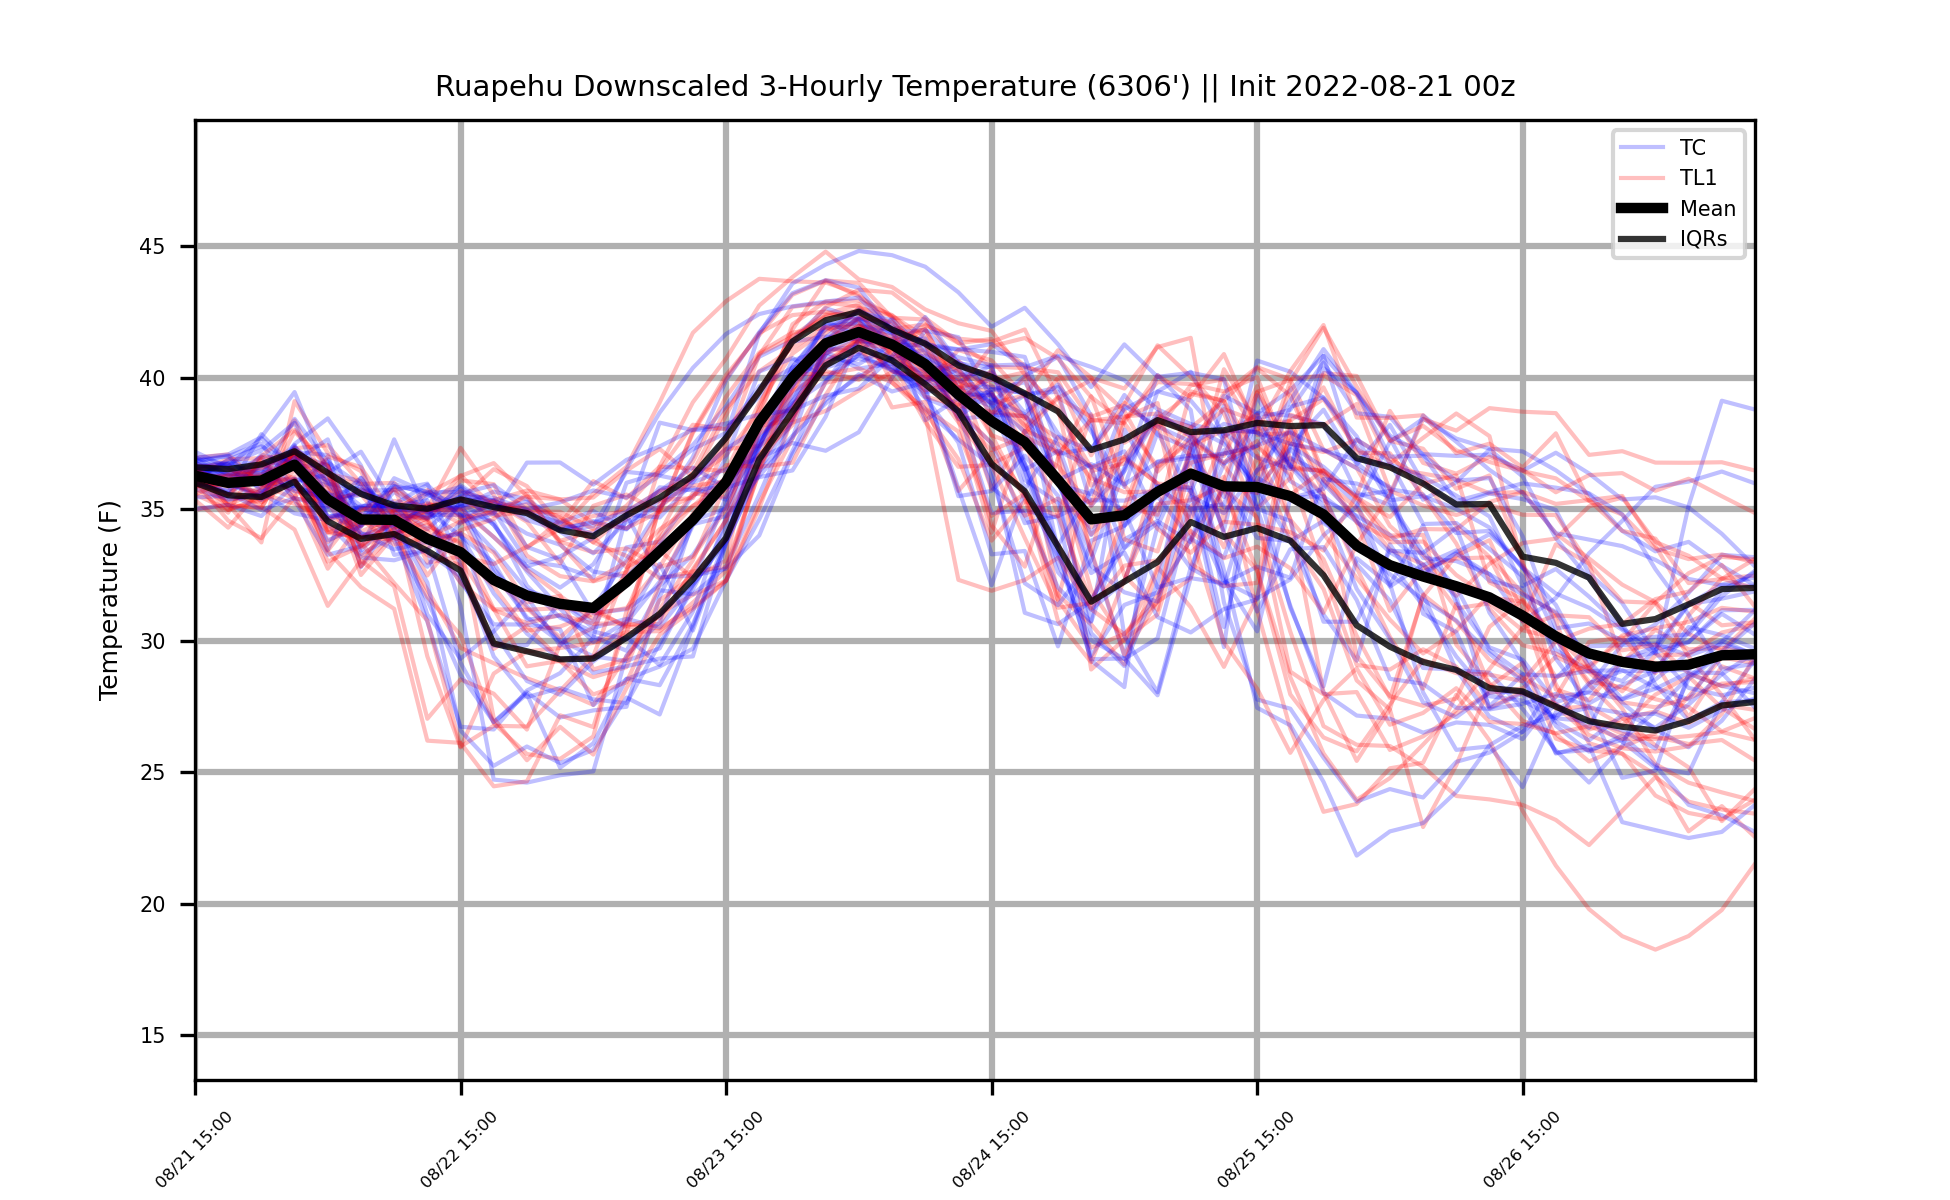 Ruapehu Downscaled 3-Hourly Temperature (6306') || Init 2022-08-21 00z
TC
TL1
Mean
IQRs
Temperature (F)
45
40
35
30
25
20
15
08/21 15:00
08/22 15:00
08/23 15:00
08/24 15:00
08/25 15:00
08/26 15:00